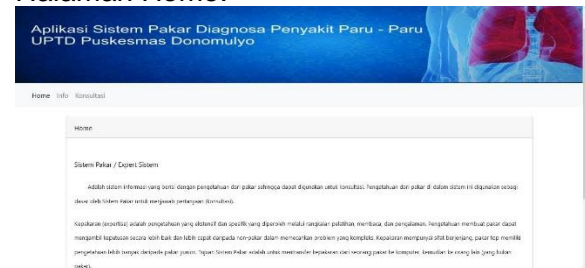 Halaman Home.
Aplikasi Sistem Pakar Diagnosa Penyakit Paru - Paru
UPTD Puskesmas Donomulyo
Home Info Konsultasi
Home
Sistem Pakar / Expert Sistem
Adalah sistem informasi yang berisi dengan pengetahuan dari pakar sehingga dapat digunakan untuk konsultasi. Pengetahuan dari pakar di dalam sistem ini digunakan sebagi
dasar oleh Sistem Pakar untuk menjawab pertanyaan (konsultasi).
Kepakaran (expertise) adalah pengetahuan yang ekstensif dan spesifik yang diperoleh melalui rangkaian pelatihan, membaca, dan pengalaman. Pengetahuan membuat pakar dapat
mengambil keputusan secara lebih baik dan lebih cepat daripada non-pakar dalam memecahkan problem yang kompleks. Kepakaran mempunyai sifat berjenjang, pakar top memiliki
pengetahuan lebih banyak daripada pakar yunior. Tujuan Sistem Pakar adalah untuk mentransfer kepakaran dari seorang pakar ke komputer, kemudian ke orang lain (yang bukan
pakar).